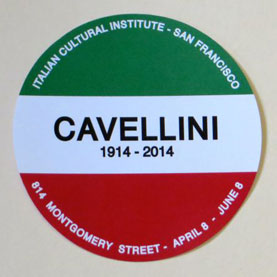 ITALIAN CULTURAL INSTITUTE - SAN FRANCISCO
CAVELLINI
1914 - 2014
814 MONTGOMERY STREET - APRIL 8 - JUNE 8